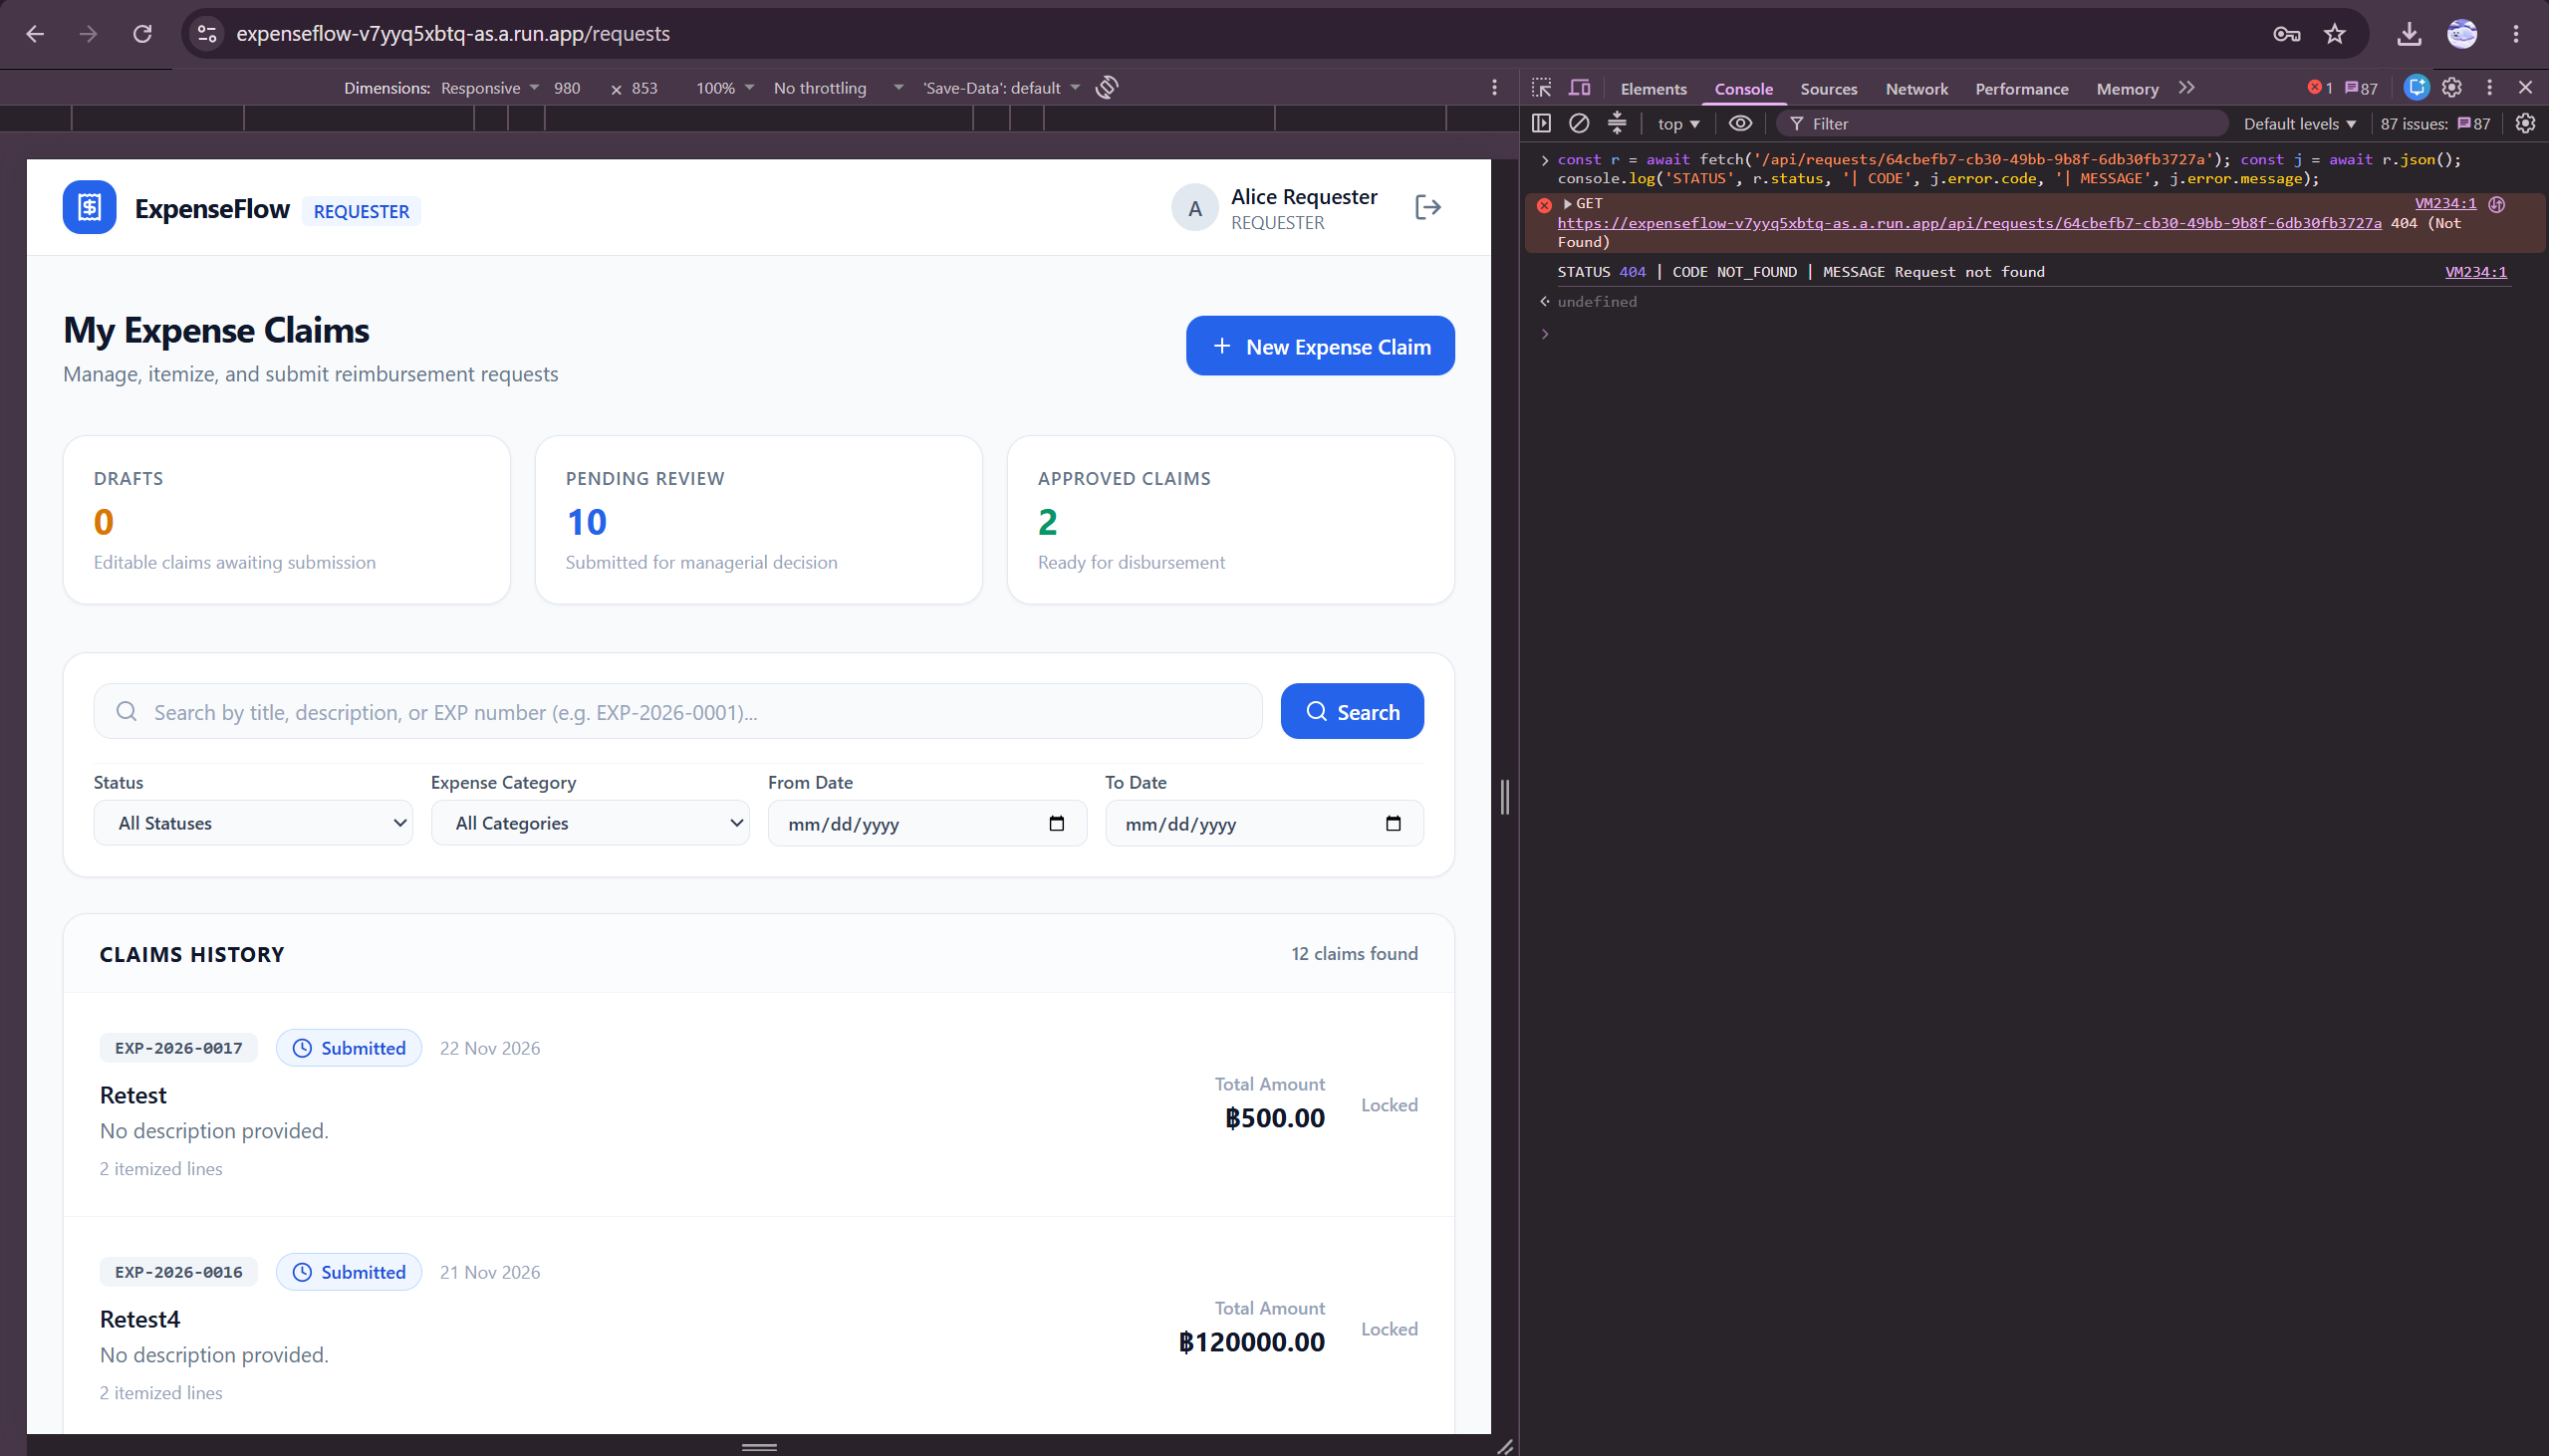 expenseflow-v7yyq5xbtq-as.a.run.app/requests
Dimensions: Responsive 980 × 853 100% No throttling 'Save-Data': default
Elements Console Sources Network Performance Memory 1 87
top Filter Default levels 87 issues: 87
const r = await fetch('/api/requests/64cbefb7-cb30-49bb-9b8f-6db30fb3727a'); const j = await r.json();
console.log('STATUS', r.status, '| CODE', j.error.code, '| MESSAGE', j.error.message);
GET VM234:1
https://expenseflow-v7yyq5xbtq-as.a.run.app/api/requests/64cbefb7-cb30-49bb-9b8f-6db30fb3727a 404 (Not
Found)
STATUS 404 | CODE NOT_FOUND | MESSAGE Request not found VM234:1
undefined
ExpenseFlow REQUESTER
A Alice Requester
REQUESTER
My Expense Claims
Manage, itemize, and submit reimbursement requests
+ New Expense Claim
DRAFTS
0
Editable claims awaiting submission
PENDING REVIEW
10
Submitted for managerial decision
APPROVED CLAIMS
2
Ready for disbursement
Search by title, description, or EXP number (e.g. EXP-2026-0001)...
Search
Status Expense Category From Date To Date
All Statuses All Categories mm/dd/yyyy mm/dd/yyyy
CLAIMS HISTORY 12 claims found
EXP-2026-0017 Submitted 22 Nov 2026
Retest
No description provided.
2 itemized lines
Total Amount
฿500.00
Locked
EXP-2026-0016 Submitted 21 Nov 2026
Retest4
No description provided.
2 itemized lines
Total Amount
฿120000.00
Locked